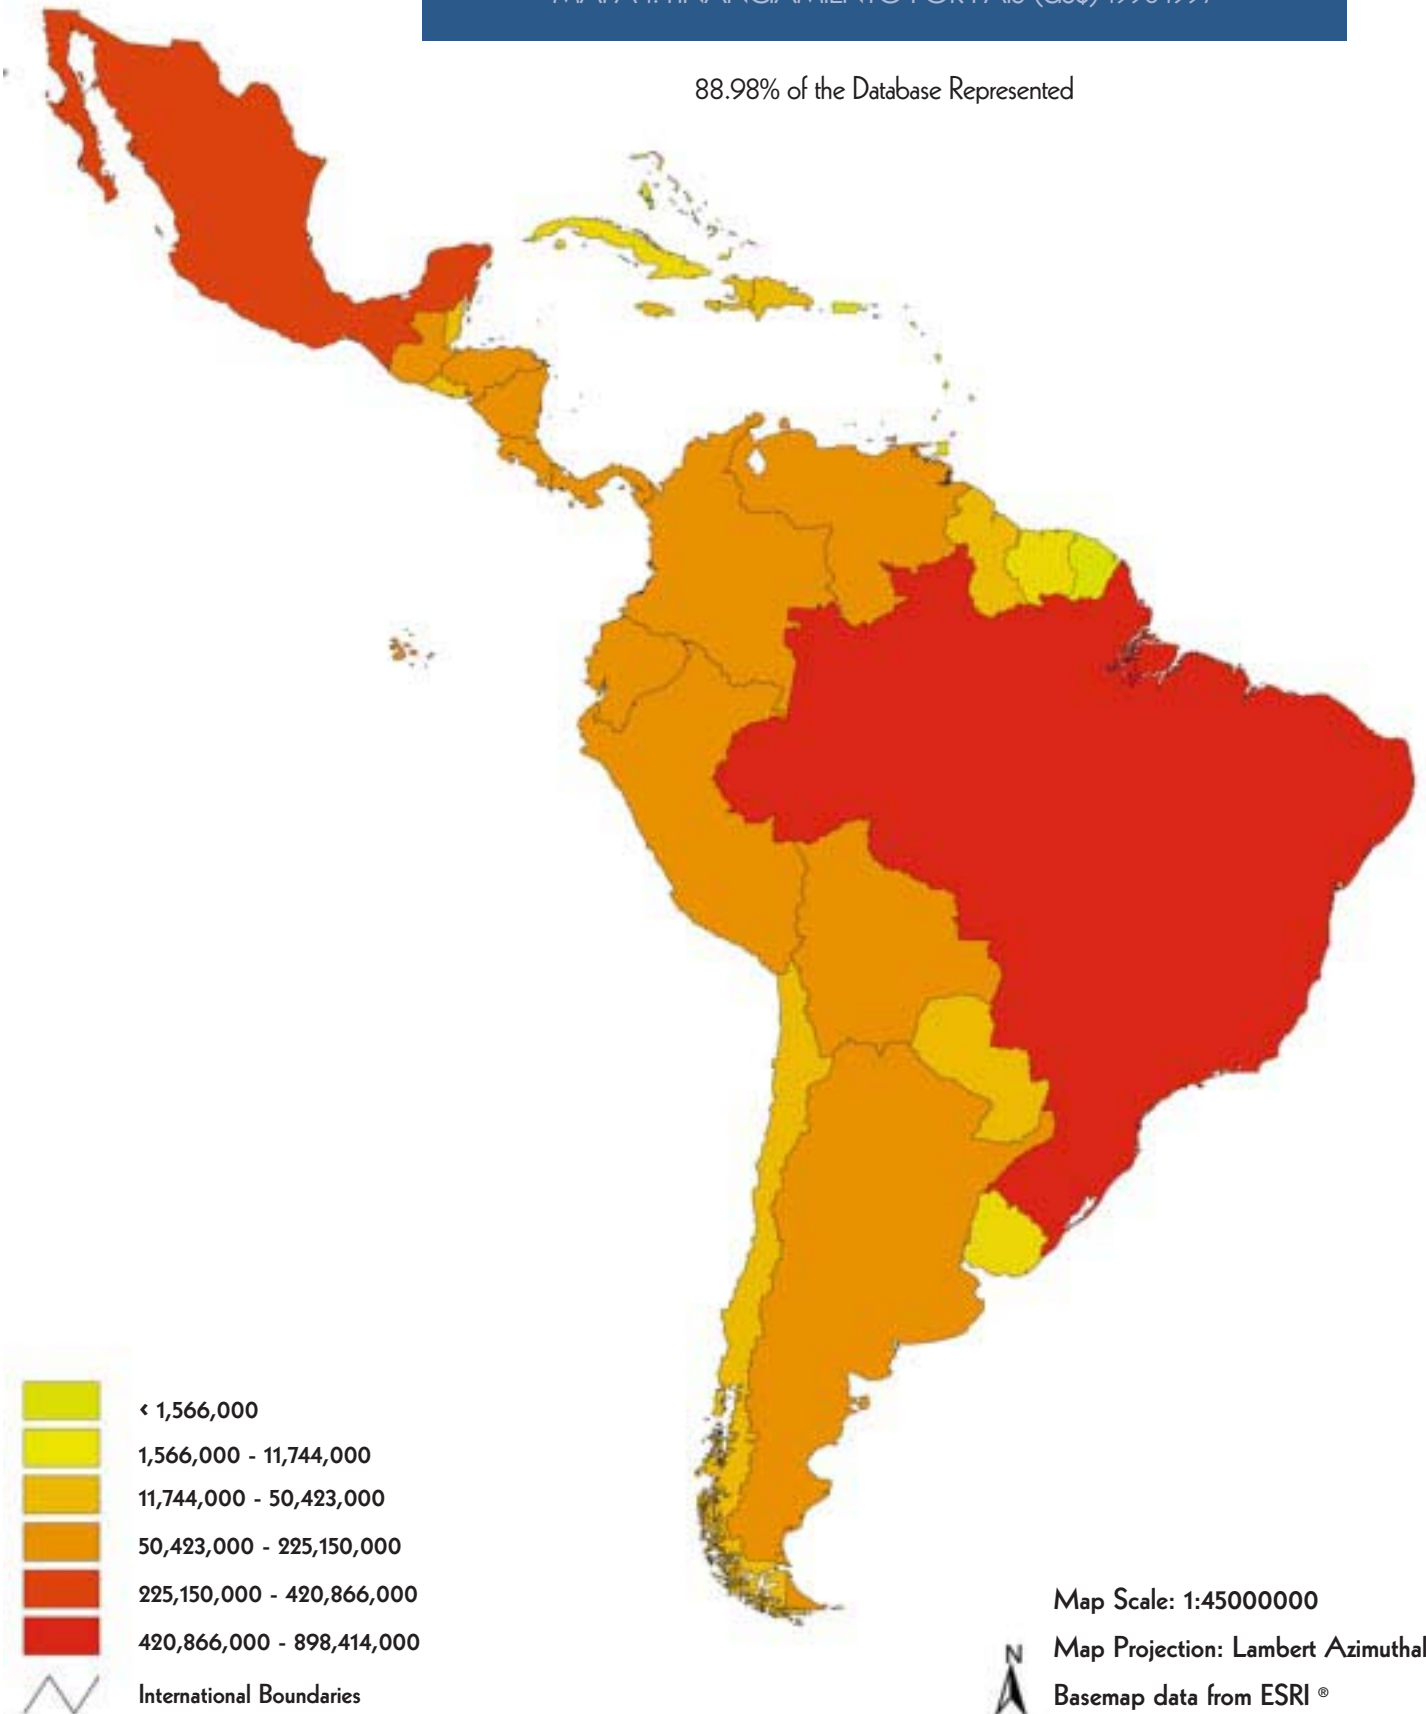 88.98% of the Database Represented
< 1,566,000
1,566,000 - 11,744,000
11,744,000 - 50,423,000
50,423,000 - 225,150,000
225,150,000 - 420,866,000
420,866,000 - 898,414,000
International Boundaries
Map Scale: 1:45000000
Map Projection: Lambert Azimuthal
N
Basemap data from ESRI ®